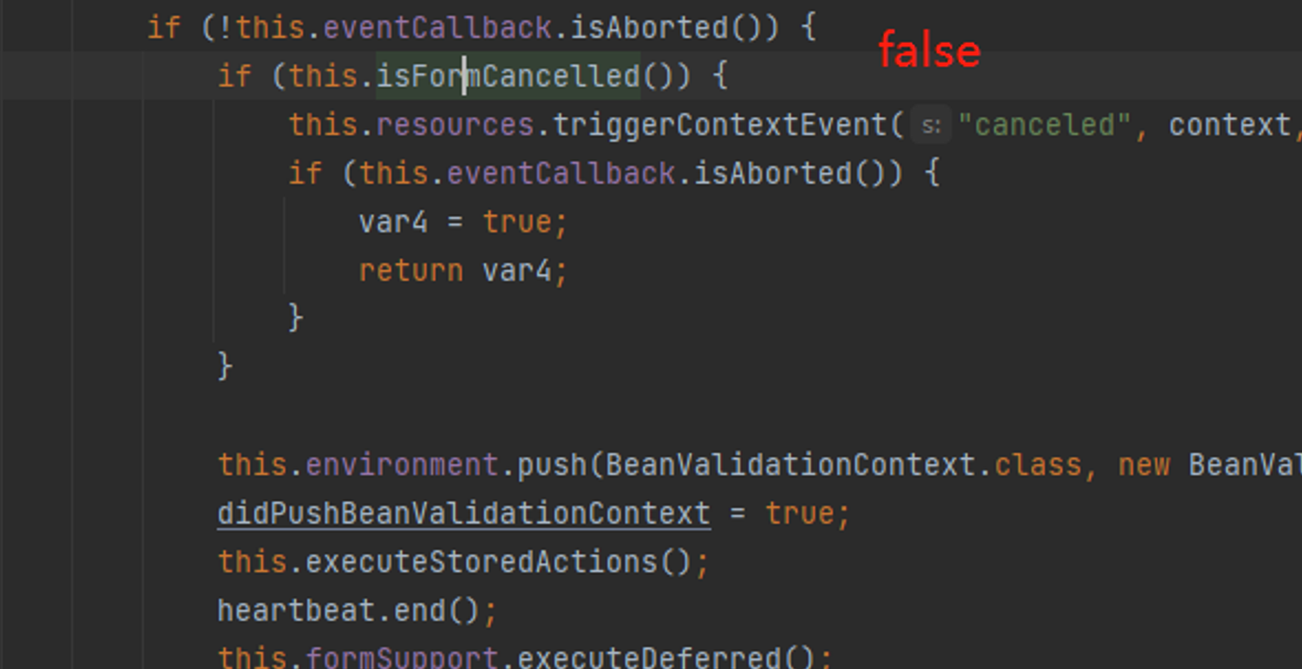 if (!this.eventCallback.isAborted()) {
false
if (this.isFormCancelled()) {
this.resources.triggerContextEvent( s: "canceled", context,
if (this.eventCallback.isAborted()) {
var4 = true;
return var4;
}
}
this.environment.push(BeanValidationContext.class, new BeanVal
didPushBeanValidationContext = true;
this.executeStoredActions();
heartbeat.end();
this.formSupport.executeDeferred();